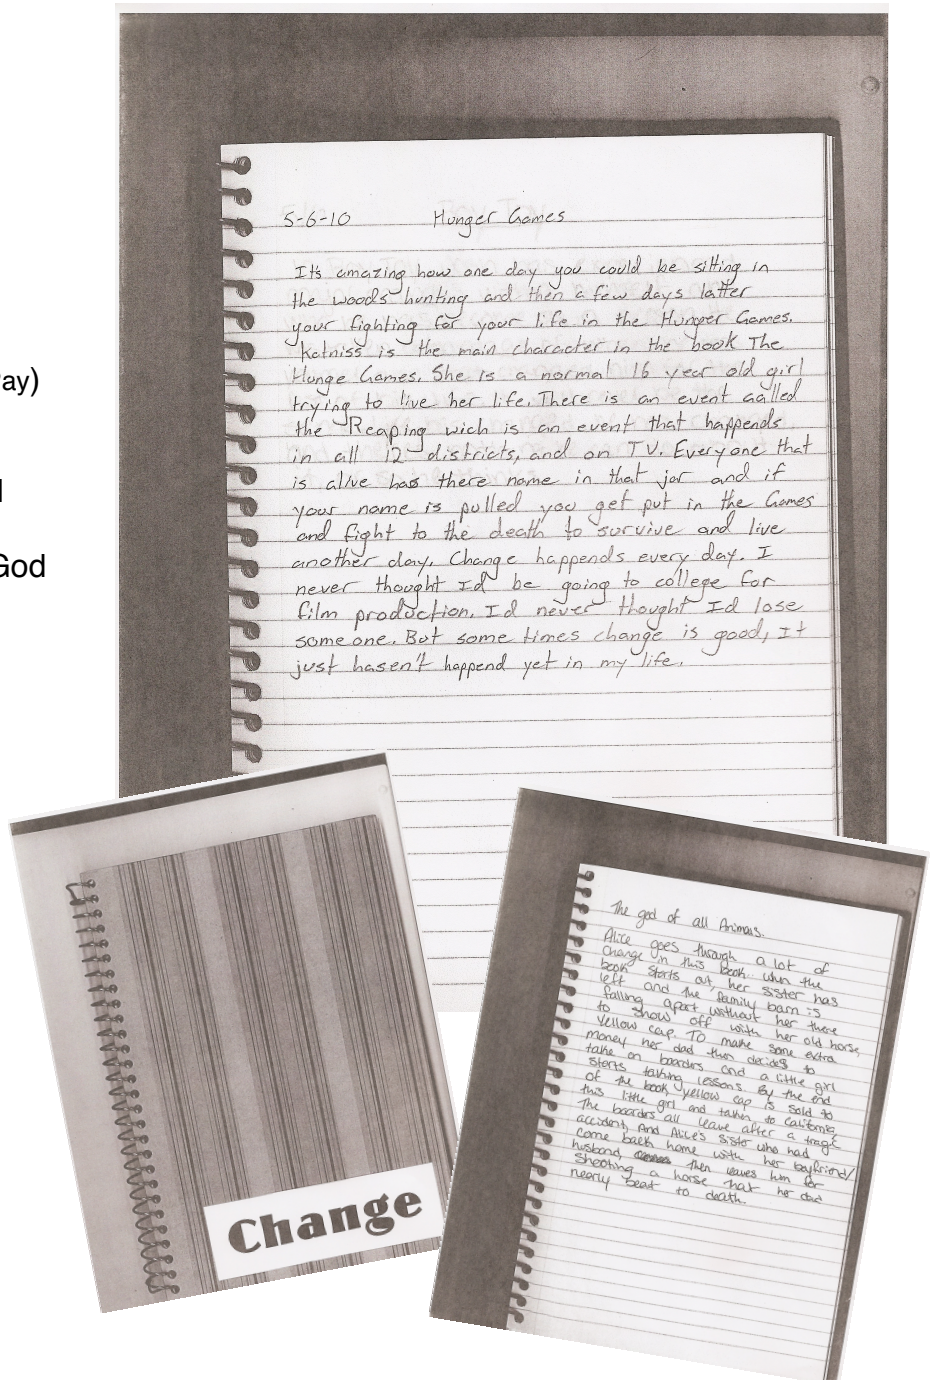 ay)
God
5-6-10 Hunger Games
It's amazing how one day you could be sitting in
the woods hunting and then a few days latter
your fighting for your life in the Hunger Games.
Katniss is the main character in the book The
Hunge Games. She is a normal 16 year old girl
trying to live her life. There is an event called
the Reaping wich is an event that happends
in all 12 districts, and on TV. Everyone that
is alive has there name in that jar and if
your name is pulled you get put in the Games
and fight to the death to survive and live
another day. Change happends every day. I
never thought Id be going to college for
film production. Id never thought Id lose
someone. But some times change is good, It
just hasen't happend yet in my life.
Change
The god of all Animals.
Alice goes through a lot of
change in this book. when the
book starts out, her sister has
left and the family barn is
falling apart without her there
to show off with her old horse,
Yellow cap. To make some extra
money her dad then decides to
take on boarders and a little girl
starts taking lessons. By the end
of the book yellow cap is sold to
this little girl and taken to california,
The boarders all leave after a tragic
accident, And Alice's sister who had
come back home with her boyfriend/
husband, then leaves him for
shooting a horse that her dad
nearly beat to death.